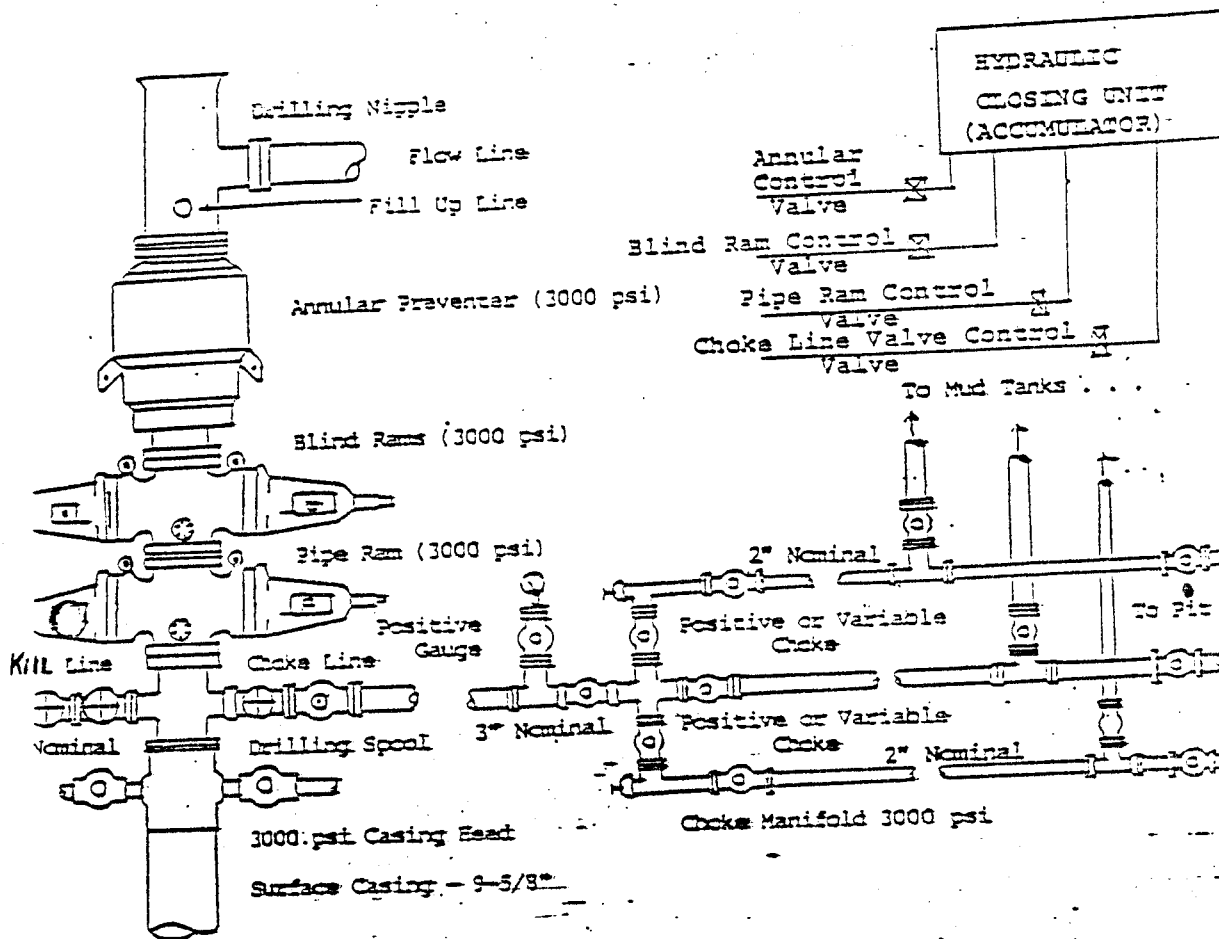 Drilling Nipple
Flow Line
Fill Up Line
Annular Preventer (3000 psi)
Blind Rams (3000 psi)
Pipe Ram (3000 psi)
Positive
Gauge
KILL Line
Choke Line
Nominal
Drilling Spool
3000 psi Casing Head
Surface Casing - 9-5/8"
HYDRAULIC
CLOSING UNIT
(ACCUMULATOR)
Annular
Control
Valve
Blind Ram Control
Valve
Pipe Ram Control
Valve
Choke Line Valve Control
Valve
To Mud Tanks
2" Nominal
Positive or Variable
Choke
To Pit
3" Nominal
Positive or Variable
Choke
2" Nominal
Choke Manifold 3000 psi